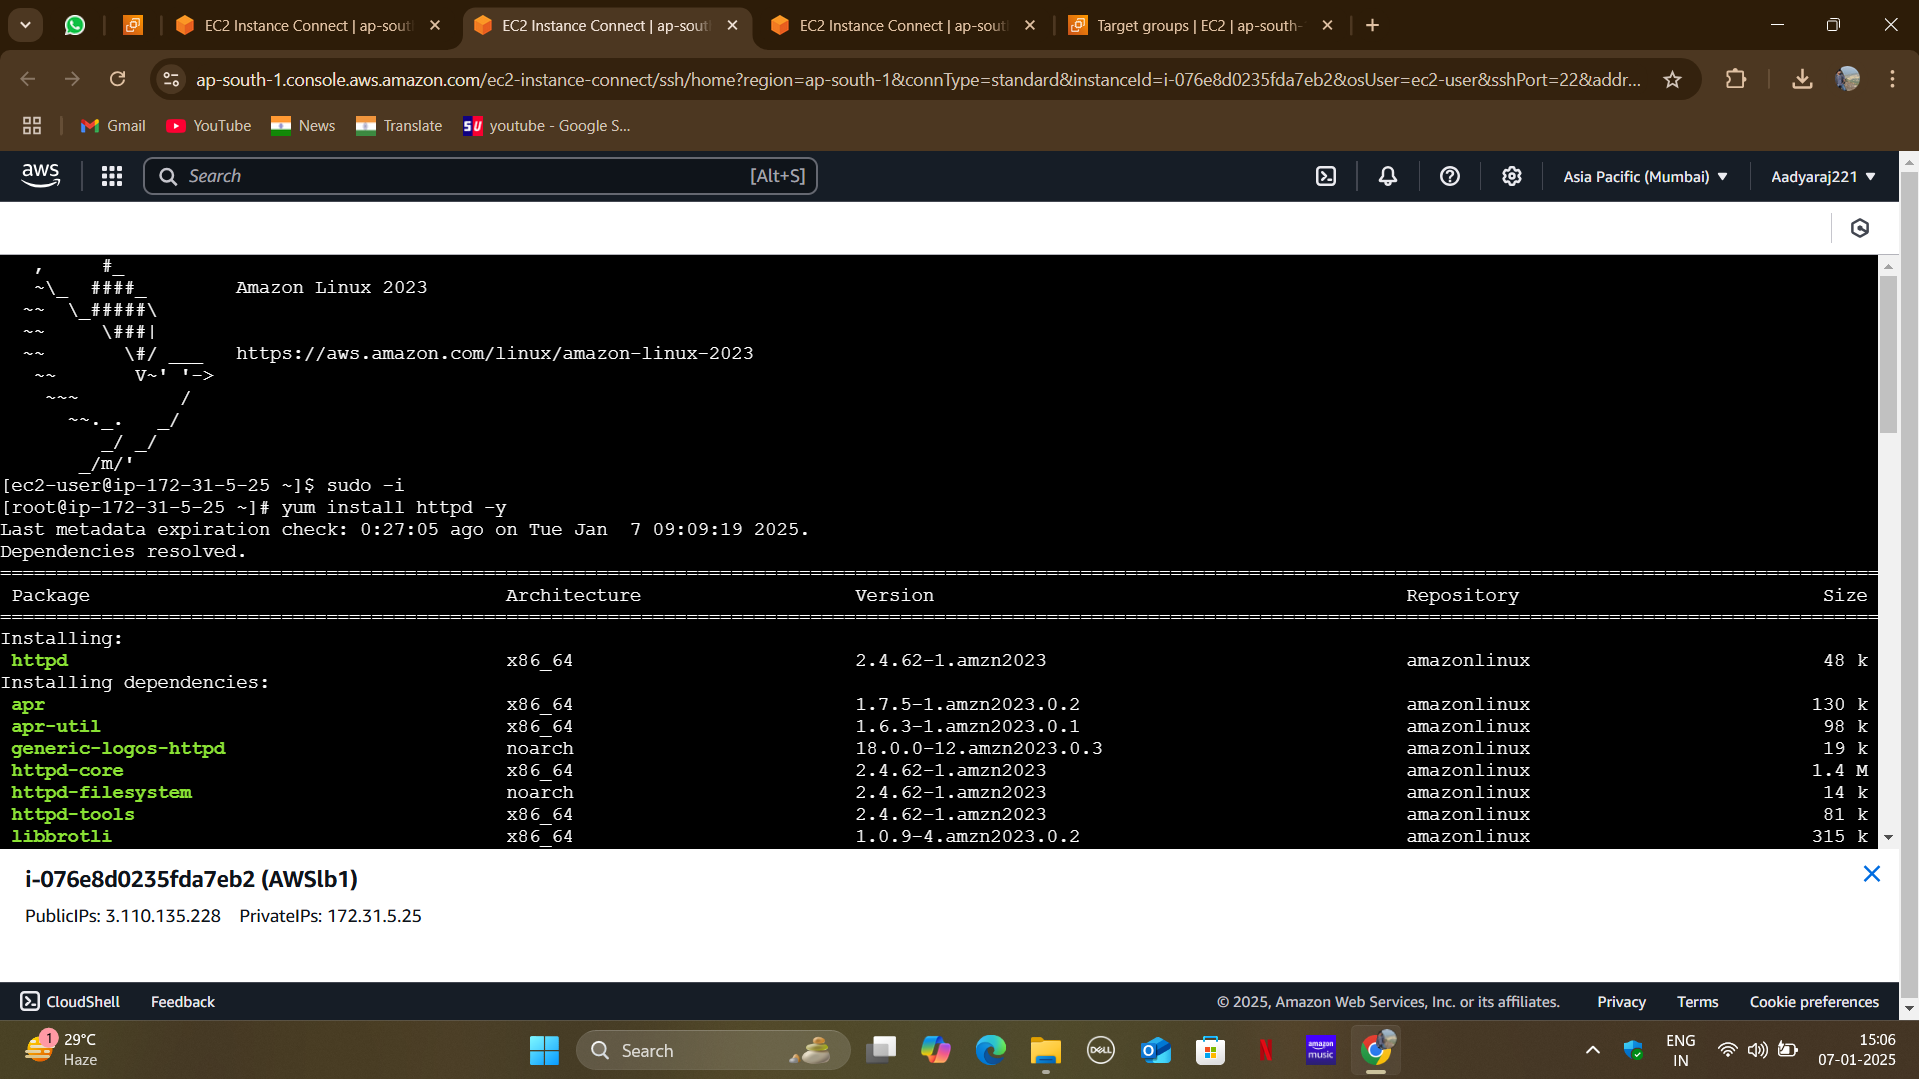 EC2 Instance Connect | ap-sout
EC2 Instance Connect | ap-sout
EC2 Instance Connect | ap-sout
Target groups | EC2 | ap-south-
ap-south-1.console.aws.amazon.com/ec2-instance-connect/ssh/home?region=ap-south-1&connType=standard&instanceId=i-076e8d0235fda7eb2&osUser=ec2-user&sshPort=22&addr...
Gmail YouTube News Translate SU youtube - Google S...
aws Search [Alt+S] Asia Pacific (Mumbai) ▼ Aadyaraj221 ▼
   ,     #_
   ~\_  ####_        Amazon Linux 2023
  ~~  \_#####\
  ~~     \###|
  ~~       \#/ ___   https://aws.amazon.com/linux/amazon-linux-2023
   ~~       V~' '->
    ~~~         /
      ~~._.   _/
         _/ _/
       _/m/'
[ec2-user@ip-172-31-5-25 ~]$ sudo -i
[root@ip-172-31-5-25 ~]# yum install httpd -y
Last metadata expiration check: 0:27:05 ago on Tue Jan  7 09:09:19 2025.
Dependencies resolved.
Package Architecture Version Repository Size
Installing:
httpd x86_64 2.4.62-1.amzn2023 amazonlinux 48 k
Installing dependencies:
apr x86_64 1.7.5-1.amzn2023.0.2 amazonlinux 130 k
apr-util x86_64 1.6.3-1.amzn2023.0.1 amazonlinux 98 k
generic-logos-httpd noarch 18.0.0-12.amzn2023.0.3 amazonlinux 19 k
httpd-core x86_64 2.4.62-1.amzn2023 amazonlinux 1.4 M
httpd-filesystem noarch 2.4.62-1.amzn2023 amazonlinux 14 k
httpd-tools x86_64 2.4.62-1.amzn2023 amazonlinux 81 k
libbrotli x86_64 1.0.9-4.amzn2023.0.2 amazonlinux 315 k
i-076e8d0235fda7eb2 (AWSlb1)
PublicIPs: 3.110.135.228 PrivateIPs: 172.31.5.25
CloudShell Feedback © 2025, Amazon Web Services, Inc. or its affiliates. Privacy Terms Cookie preferences
1 29°C
Haze
Search
DELL
amazon music
ENG
IN
15:06
07-01-2025